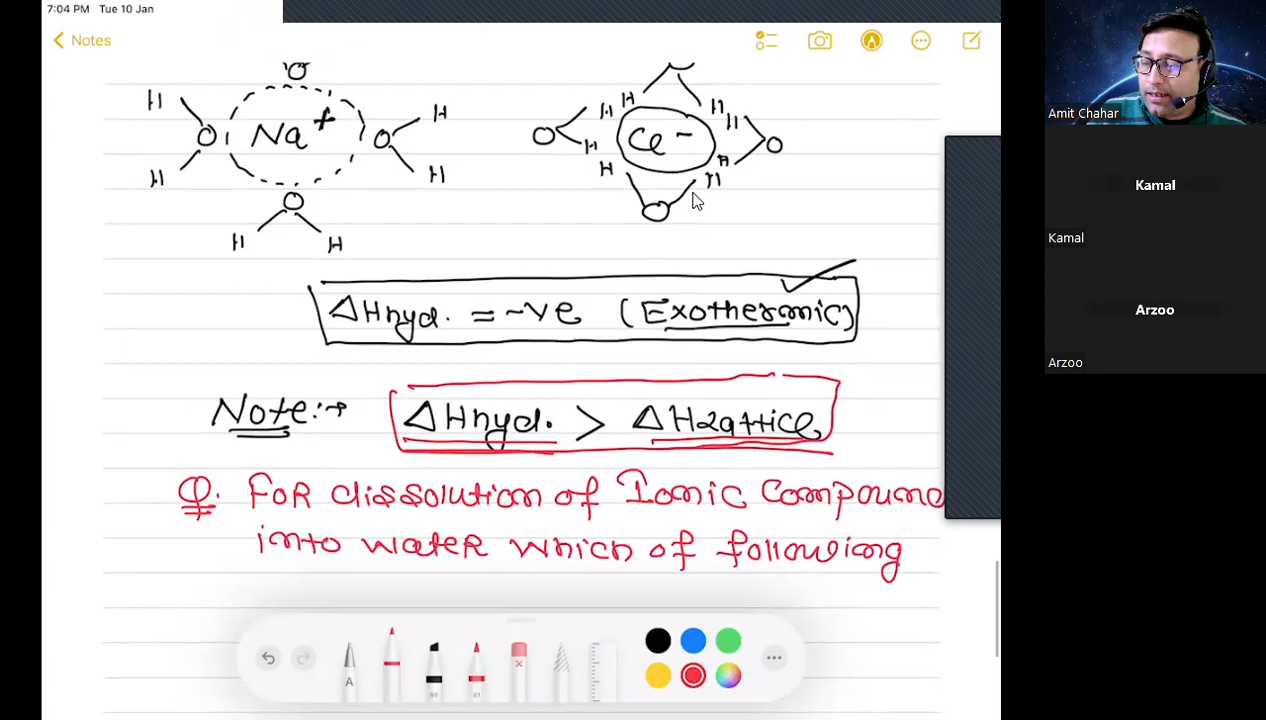 7:04 PM Tue 10 Jan
Notes
O
H H
Na+
O O
H H
O
H H
H H
H H
Cl-
O O
H H
H H
O
ΔHhyd. = -ve (Exothermic)
Note:→ ΔHhyd. > ΔHLattice
Q. FOR dissolution of Ionic Compound
into water which of following
A
80
Amit Chahar
Kamal
Kamal
Arzoo
Arzoo